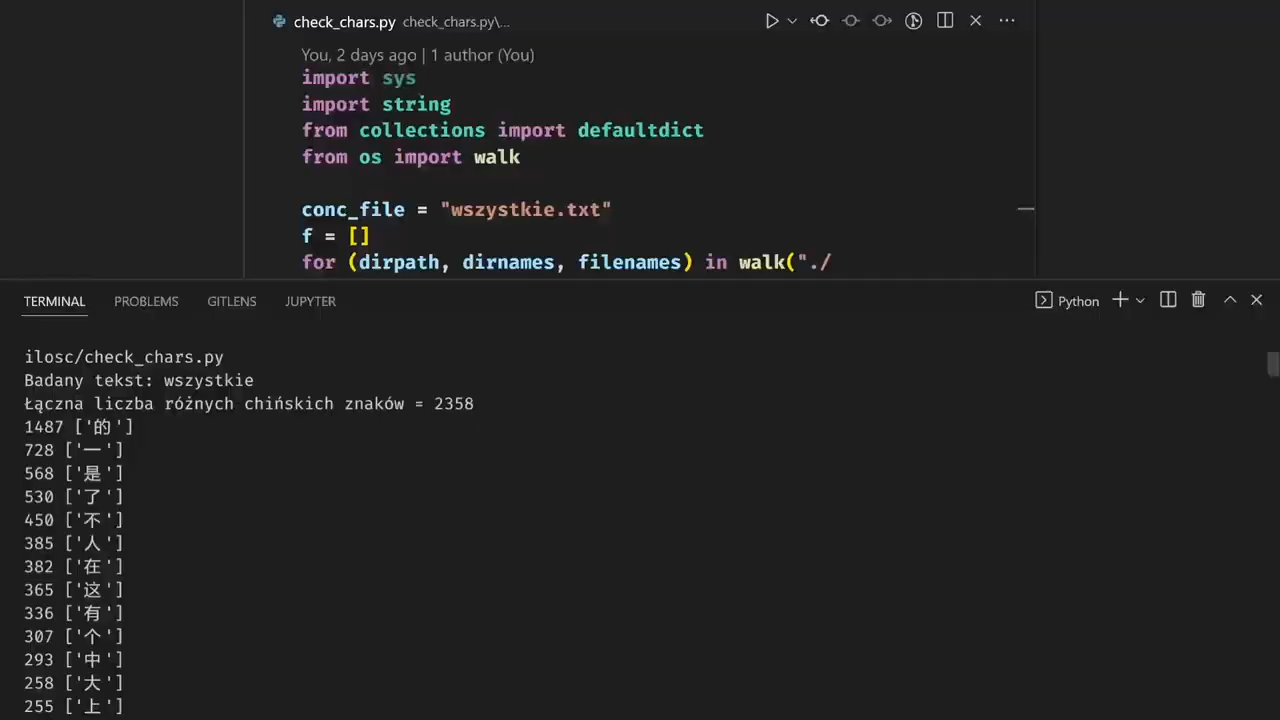 check_chars.py check_chars.py\...
You, 2 days ago | 1 author (You)
import sys
import string
from collections import defaultdict
from os import walk
conc_file = "wszystkie.txt"
f = []
for (dirpath, dirnames, filenames) in walk("./
TERMINAL PROBLEMS GITLENS JUPYTER Python
ilosc/check_chars.py
Badany tekst: wszystkie
Łączna liczba różnych chińskich znaków = 2358
1487 ['的']
728 ['一']
568 ['是']
530 ['了']
450 ['不']
385 ['人']
382 ['在']
365 ['这']
336 ['有']
307 ['个']
293 ['中']
258 ['大']
255 ['上']